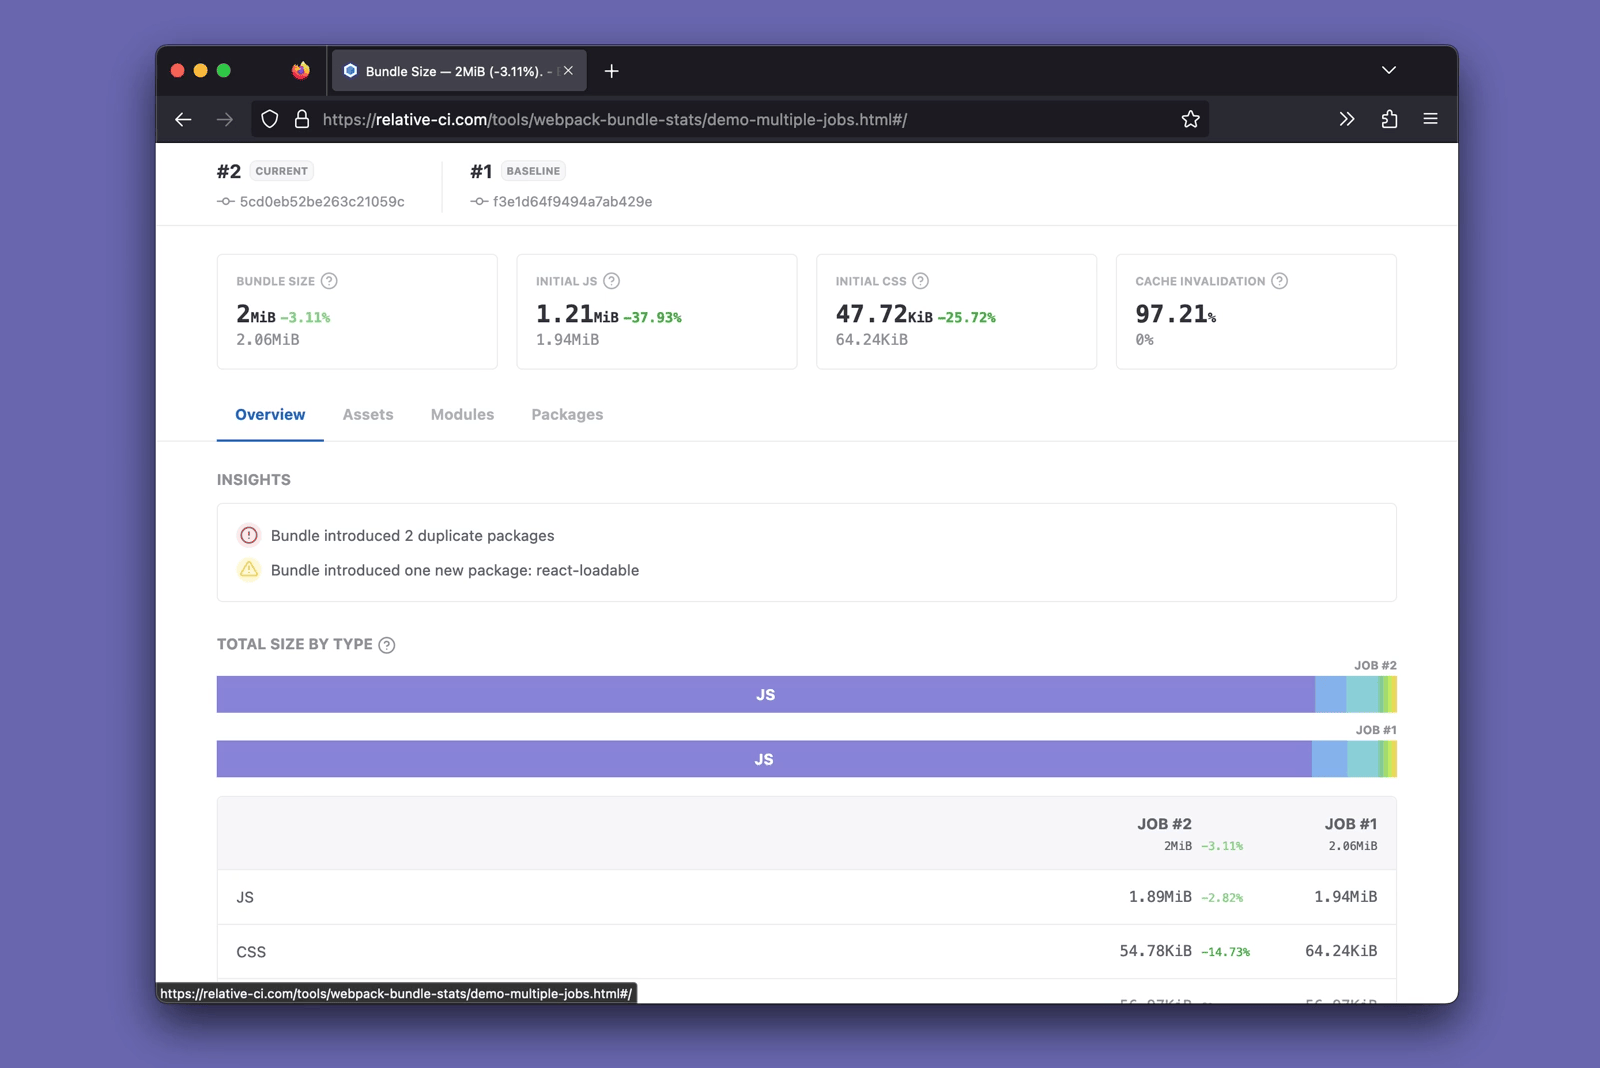 Bundle Size — 2MiB (-3.11%). -
https://relative-ci.com/tools/webpack-bundle-stats/demo-multiple-jobs.html#/
#2 CURRENT
5cd0eb52be263c21059c
#1 BASELINE
f3e1d64f9494a7ab429e
BUNDLE SIZE ?
2MiB -3.11%
2.06MiB
INITIAL JS ?
1.21MiB -37.93%
1.94MiB
INITIAL CSS ?
47.72KiB -25.72%
64.24KiB
CACHE INVALIDATION ?
97.21%
0%
Overview Assets Modules Packages
INSIGHTS
Bundle introduced 2 duplicate packages
Bundle introduced one new package: react-loadable
TOTAL SIZE BY TYPE ?
JOB #2
JS
JOB #1
JS
JOB #2 JOB #1
2MiB -3.11% 2.06MiB
JS 1.89MiB -2.82% 1.94MiB
CSS 54.78KiB -14.73% 64.24KiB
https://relative-ci.com/tools/webpack-bundle-stats/demo-multiple-jobs.html#/